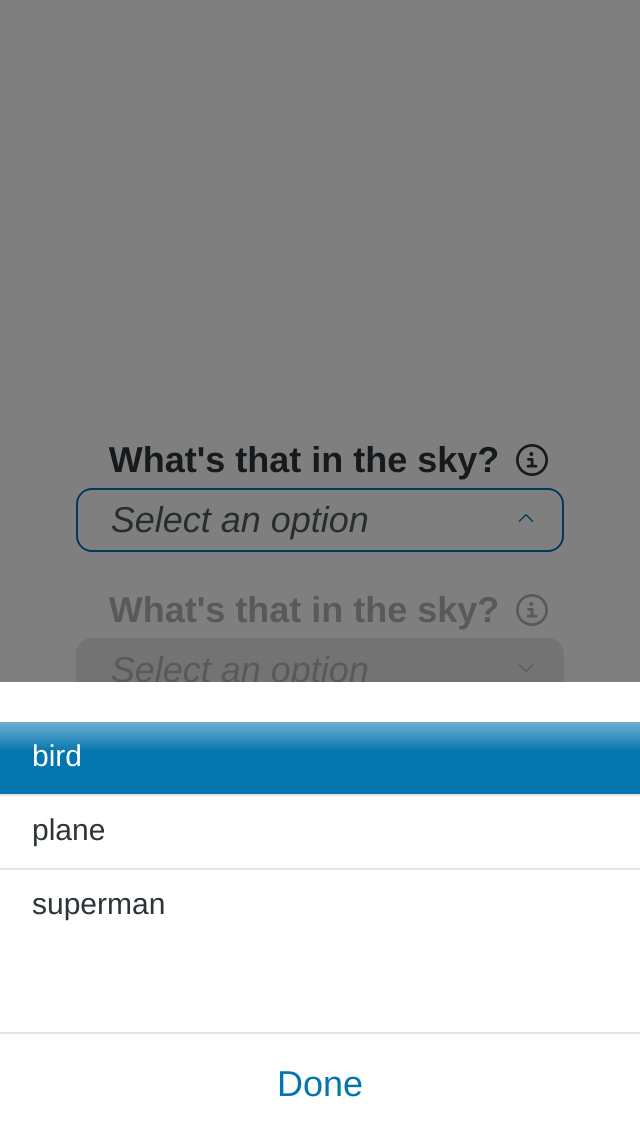 What's that in the sky?
Select an option
What's that in the sky?
Select an option
bird
plane
superman
Done